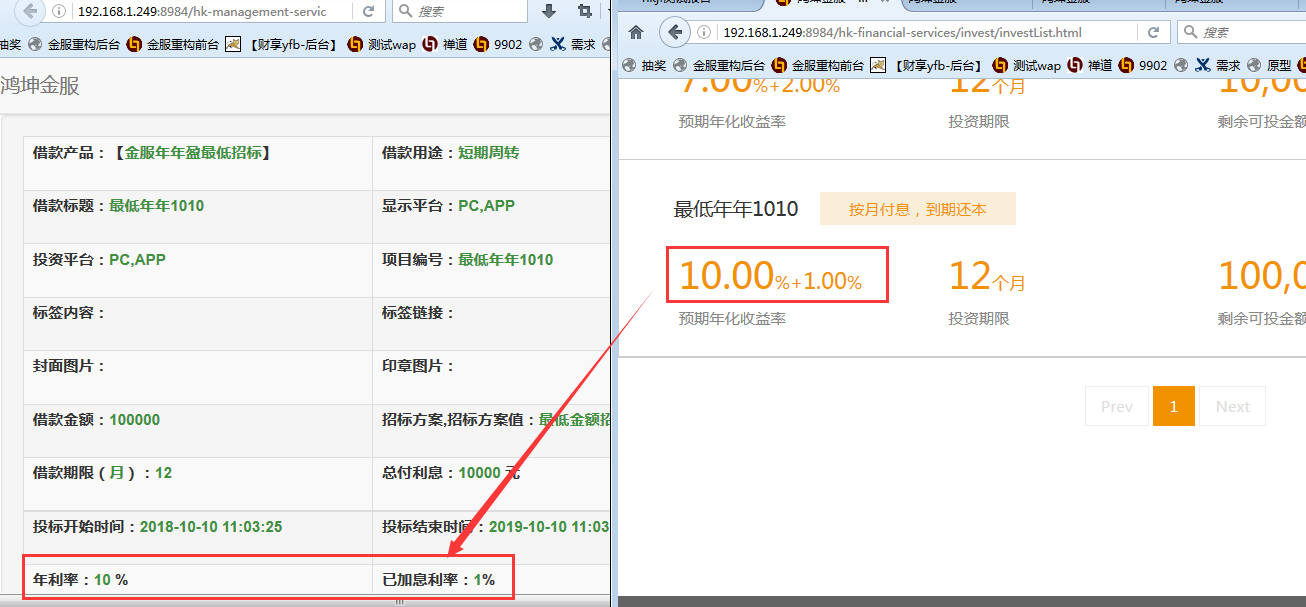 192.168.1.249:8984/hk-management-servic
搜索
抽奖 金服重构后台 金服重构前台 【财享yfb-后台】 测试wap 禅道 9902 需求
鸿坤金服
借款产品：【金服年年盈最低招标】
借款用途：短期周转
借款标题：最低年年1010
显示平台：PC,APP
投资平台：PC,APP
项目编号：最低年年1010
标签内容：
标签链接：
封面图片：
印章图片：
借款金额：100000
招标方案,招标方案值：最低金额招
借款期限（月）：12
总付利息：10000 元
投标开始时间：2018-10-10 11:03:25
投标结束时间：2019-10-10 11:03
年利率：10 %
已加息利率：1%
192.168.1.249:8984/hk-financial-services/invest/investList.html
搜索
抽奖 金服重构后台 金服重构前台 【财享yfb-后台】 测试wap 禅道 9902 需求 原型
7.00%+2.00%
12个月
10,00
预期年化收益率
投资期限
剩余可投金额
最低年年1010
按月付息，到期还本
10.00%+1.00%
12个月
100,0
预期年化收益率
投资期限
剩余可投金额
Prev 1 Next